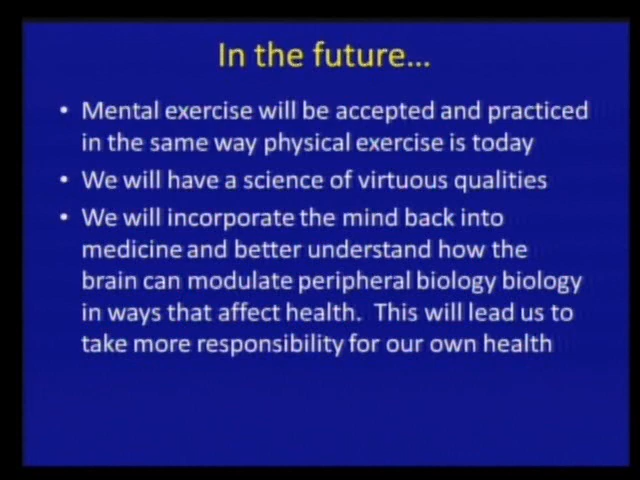 In the future...
• Mental exercise will be accepted and practiced
in the same way physical exercise is today
• We will have a science of virtuous qualities
• We will incorporate the mind back into
medicine and better understand how the
brain can modulate peripheral biology biology
in ways that affect health. This will lead us to
take more responsibility for our own health